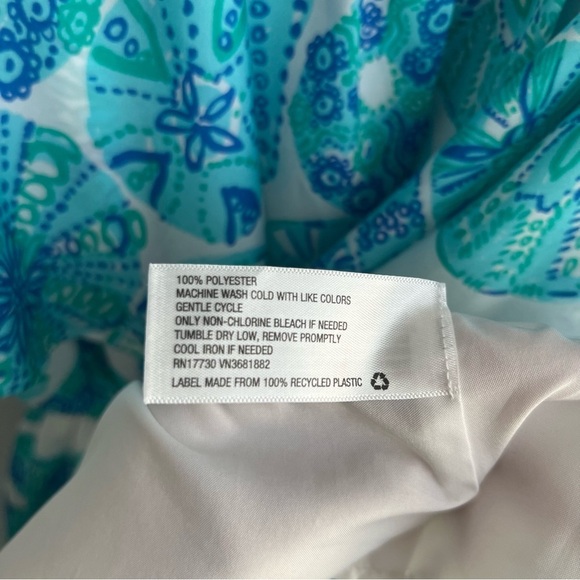 100% POLYESTER
MACHINE WASH COLD WITH LIKE COLORS
GENTLE CYCLE
ONLY NON-CHLORINE BLEACH IF NEEDED
TUMBLE DRY LOW, REMOVE PROMPTLY
COOL IRON IF NEEDED
RN17730 VN3681882
LABEL MADE FROM 100% RECYCLED PLASTIC